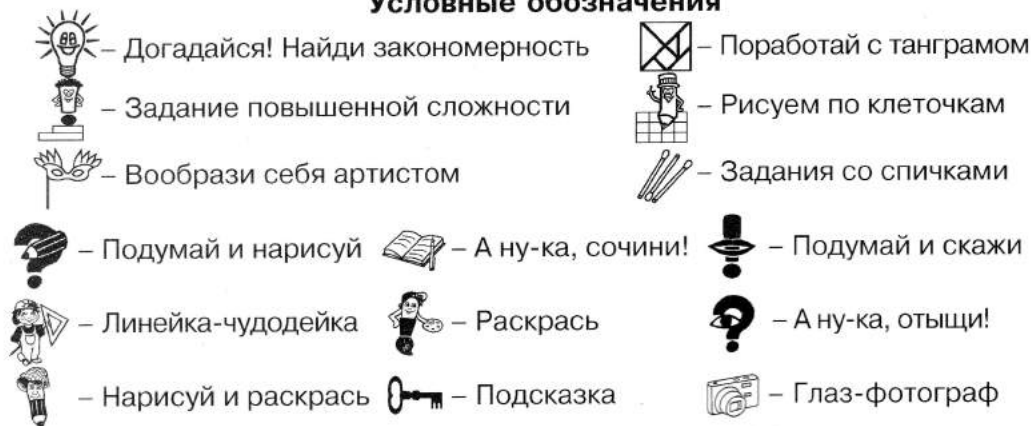 Условные обозначения
– Догадайся! Найди закономерность – Поработай с танграмом
– Задание повышенной сложности – Рисуем по клеточкам
– Вообрази себя артистом – Задания со спичками
– Подумай и нарисуй – А ну-ка, сочини! – Подумай и скажи
– Линейка-чудодейка – Раскрась – А ну-ка, отыщи!
– Нарисуй и раскрась – Подсказка – Глаз-фотограф